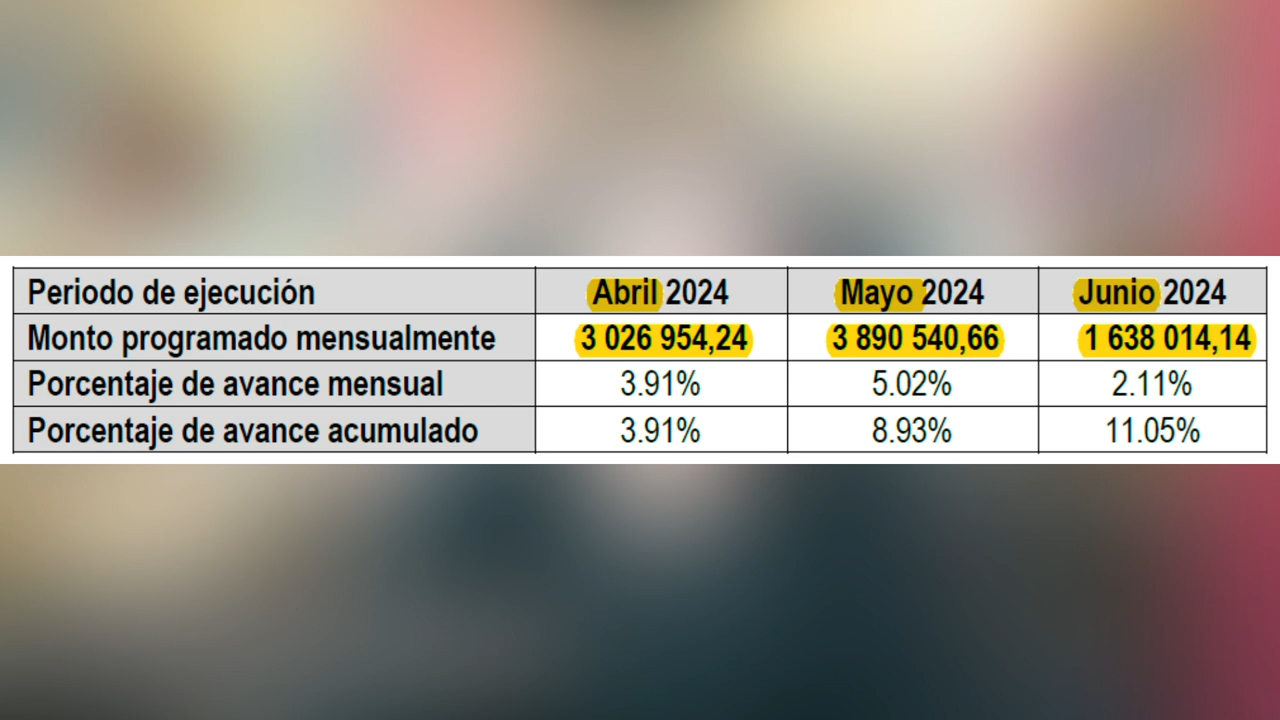 Periodo de ejecución Abril 2024 Mayo 2024 Junio 2024
Monto programado mensualmente 3 026 954,24 3 890 540,66 1 638 014,14
Porcentaje de avance mensual 3.91% 5.02% 2.11%
Porcentaje de avance acumulado 3.91% 8.93% 11.05%